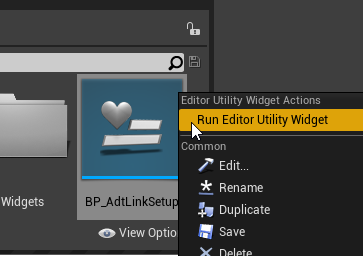 Editor Utility Widget Actions
Run Editor Utility Widget
Common
Edit...
Rename
Duplicate
Save
Delete
Widgets
BP_AdtLinkSetup
View Optio